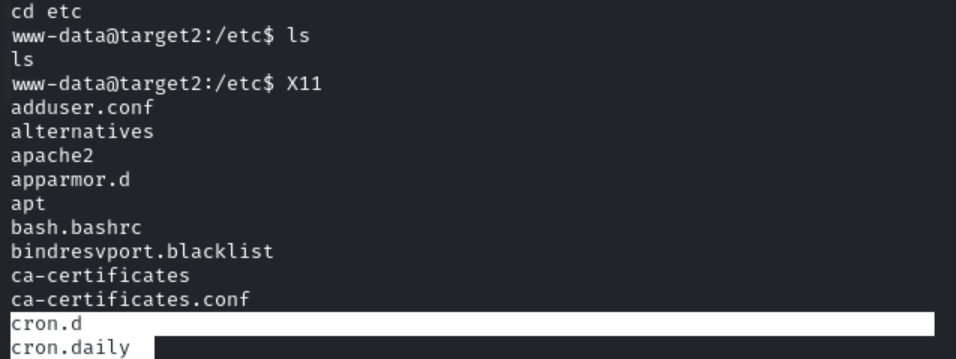 cd etc
www-data@target2:/etc$ ls
ls
www-data@target2:/etc$ X11
adduser.conf
alternatives
apache2
apparmor.d
apt
bash.bashrc
bindresvport.blacklist
ca-certificates
ca-certificates.conf
cron.d
cron.daily